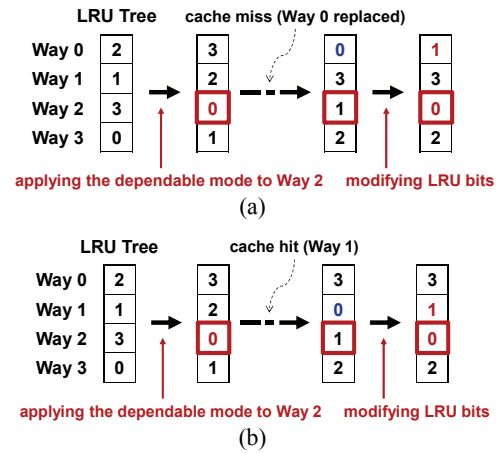 LRU Tree
cache miss (Way 0 replaced)
Way 0 2 3 0 1
Way 1 1 2 3 3
Way 2 3 0 1 0
Way 3 0 1 2 2
applying the dependable mode to Way 2 modifying LRU bits
(a)
LRU Tree
cache hit (Way 1)
Way 0 2 3 3 3
Way 1 1 2 0 1
Way 2 3 0 1 0
Way 3 0 1 2 2
applying the dependable mode to Way 2 modifying LRU bits
(b)